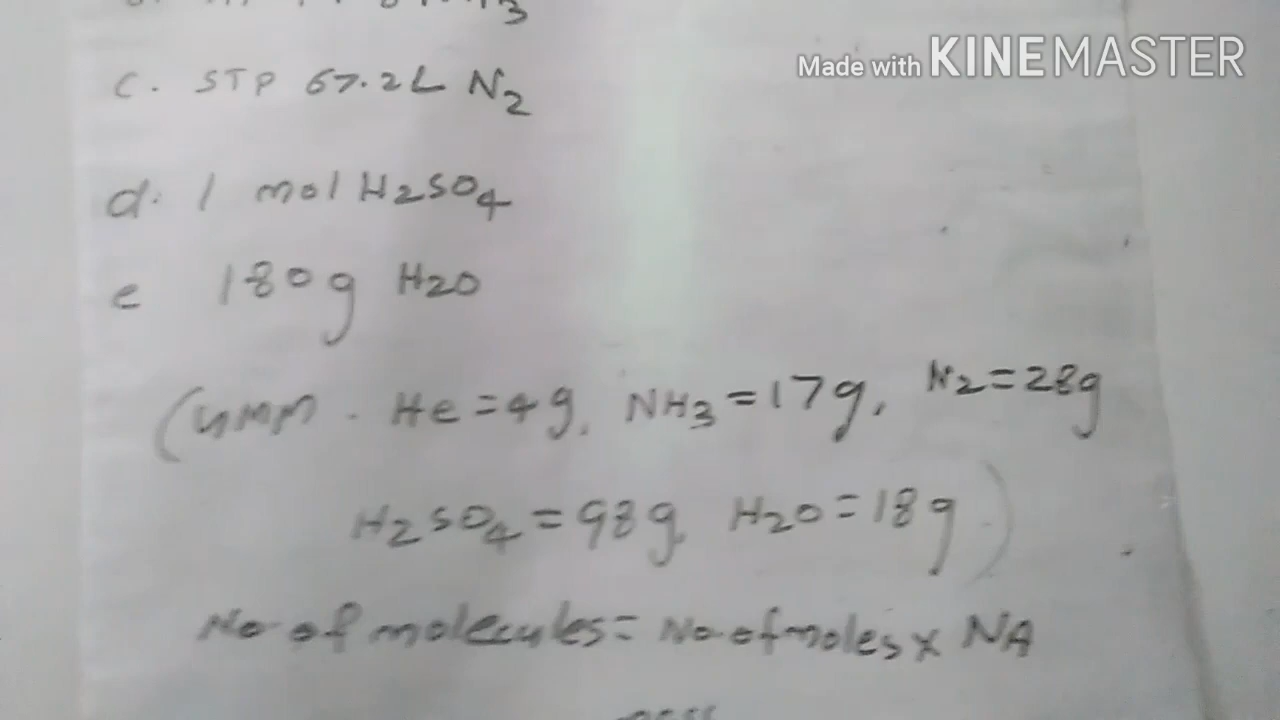 Made with KINEMASTER
c. STP 67.2L N2
d. 1 mol H2SO4
e 180g H2O
(GMM. He = 4g, NH3 = 17g, N2 = 28g
H2SO4 = 98g H2O = 18g)
No of molecules = No of moles x NA